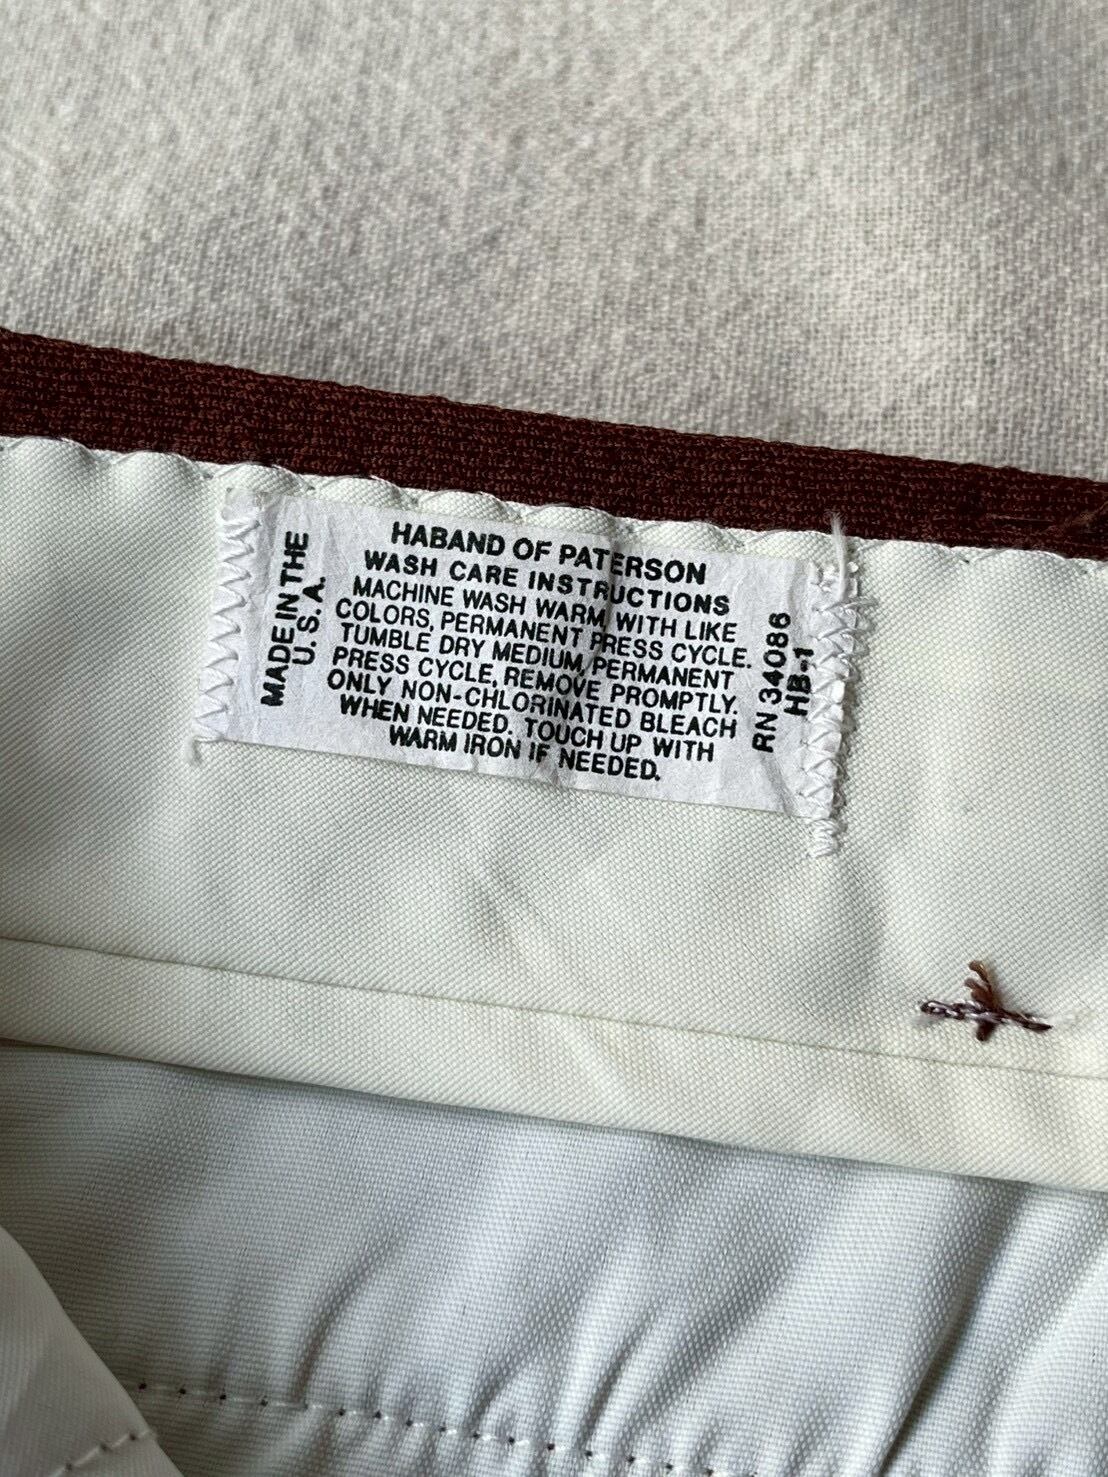 MADE IN THE
U.S.A.
HABAND OF PATERSON
WASH CARE INSTRUCTIONS
MACHINE WASH WARM, WITH LIKE
COLORS, PERMANENT PRESS CYCLE.
TUMBLE DRY MEDIUM, PERMANENT
PRESS CYCLE, REMOVE PROMPTLY.
ONLY NON-CHLORINATED BLEACH
WHEN NEEDED. TOUCH UP WITH
WARM IRON IF NEEDED.
RN 34086
HB-1